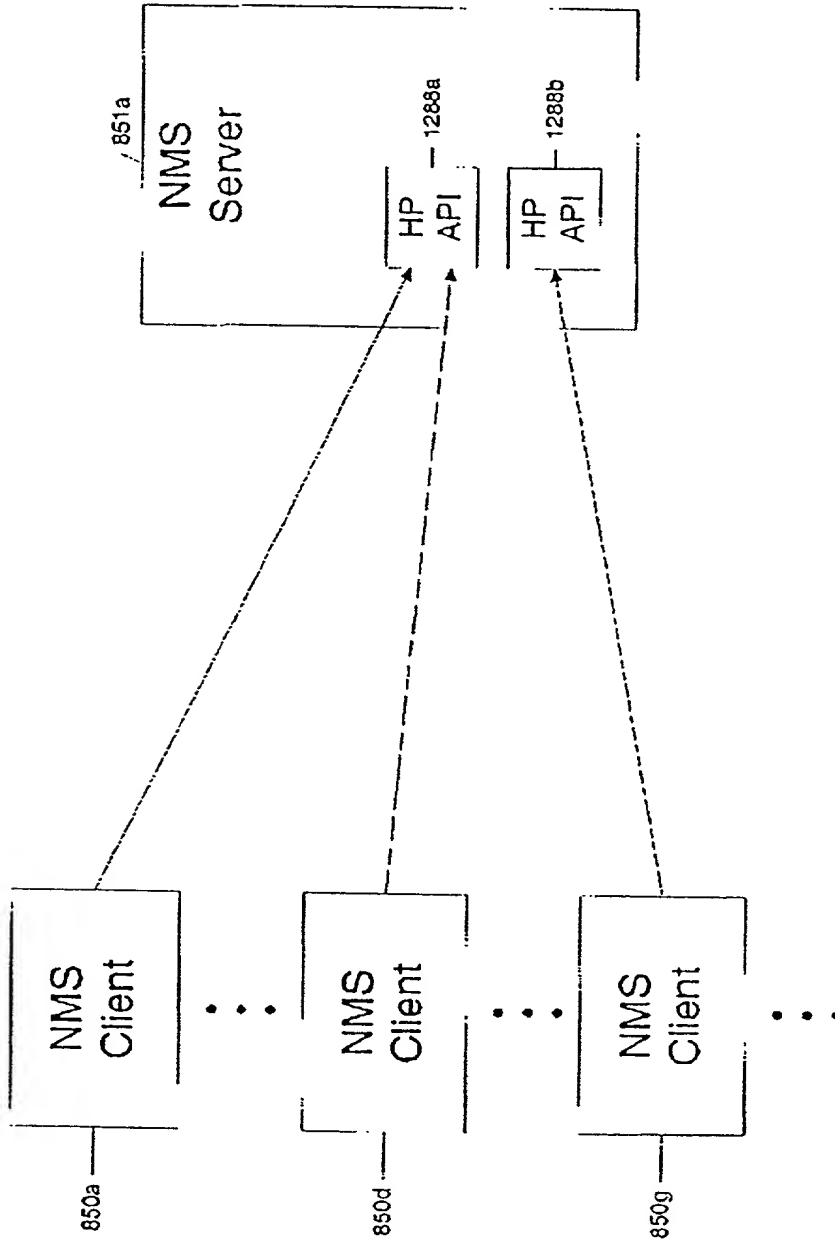 850a
NMS
Client
850d
NMS
Client
850g
NMS
Client
851a
NMS
Server
HP
API
1288a
HP
API
1288b